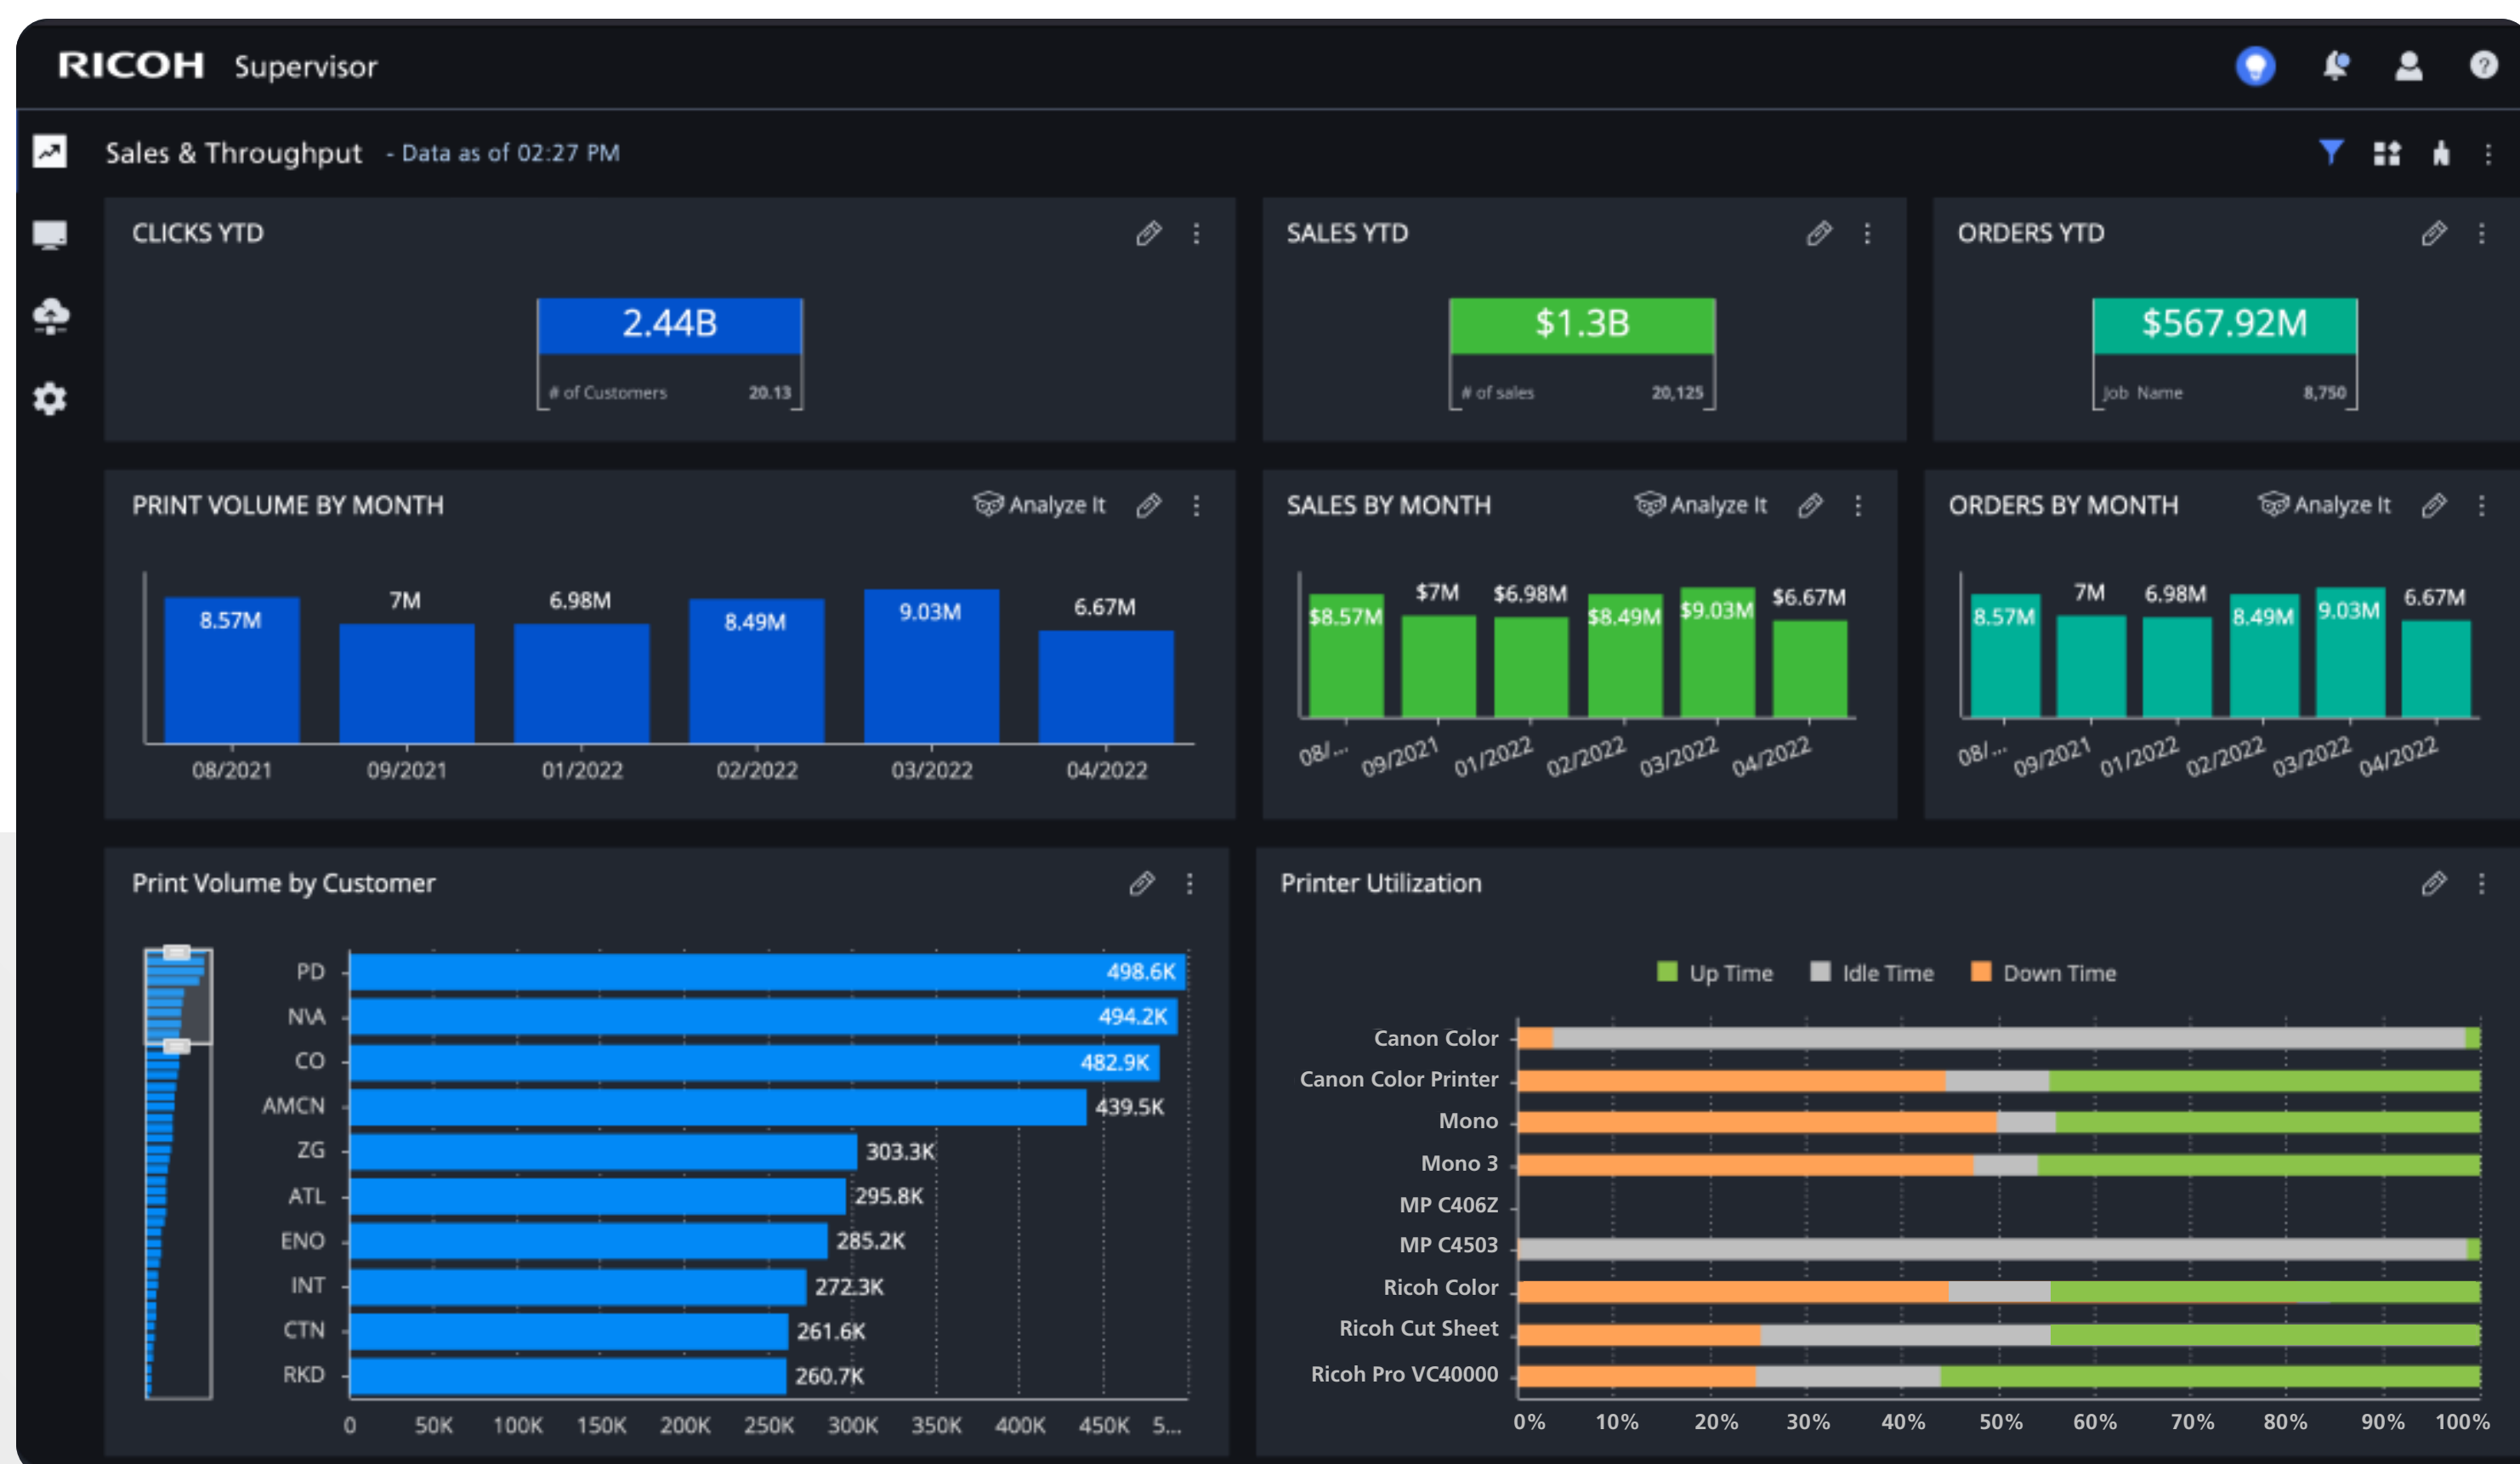 RICOH Supervisor
Sales & Throughput - Data as of 02:27 PM
CLICKS YTD
2.44B
# of Customers 20.13
SALES YTD
$1.3B
# of sales 20,125
ORDERS YTD
$567.92M
Job Name 8,750
PRINT VOLUME BY MONTH Analyze It
8.57M 7M 6.98M 8.49M 9.03M 6.67M
08/2021 09/2021 01/2022 02/2022 03/2022 04/2022
SALES BY MONTH Analyze It
$8.57M $7M $6.98M $8.49M $9.03M $6.67M
08/... 09/2021 01/2022 02/2022 03/2022 04/2022
ORDERS BY MONTH Analyze It
8.57M 7M 6.98M 8.49M 9.03M 6.67M
08/... 09/2021 01/2022 02/2022 03/2022 04/2022
Print Volume by Customer
PD 498.6K
N\A 494.2K
CO 482.9K
AMCN 439.5K
ZG 303.3K
ATL 295.8K
ENO 285.2K
INT 272.3K
CTN 261.6K
RKD 260.7K
0 50K 100K 150K 200K 250K 300K 350K 400K 450K 5...
Printer Utilization
Up Time Idle Time Down Time
Canon Color
Canon Color Printer
Mono
Mono 3
MP C406Z
MP C4503
Ricoh Color
Ricoh Cut Sheet
Ricoh Pro VC40000
0% 10% 20% 30% 40% 50% 60% 70% 80% 90% 100%